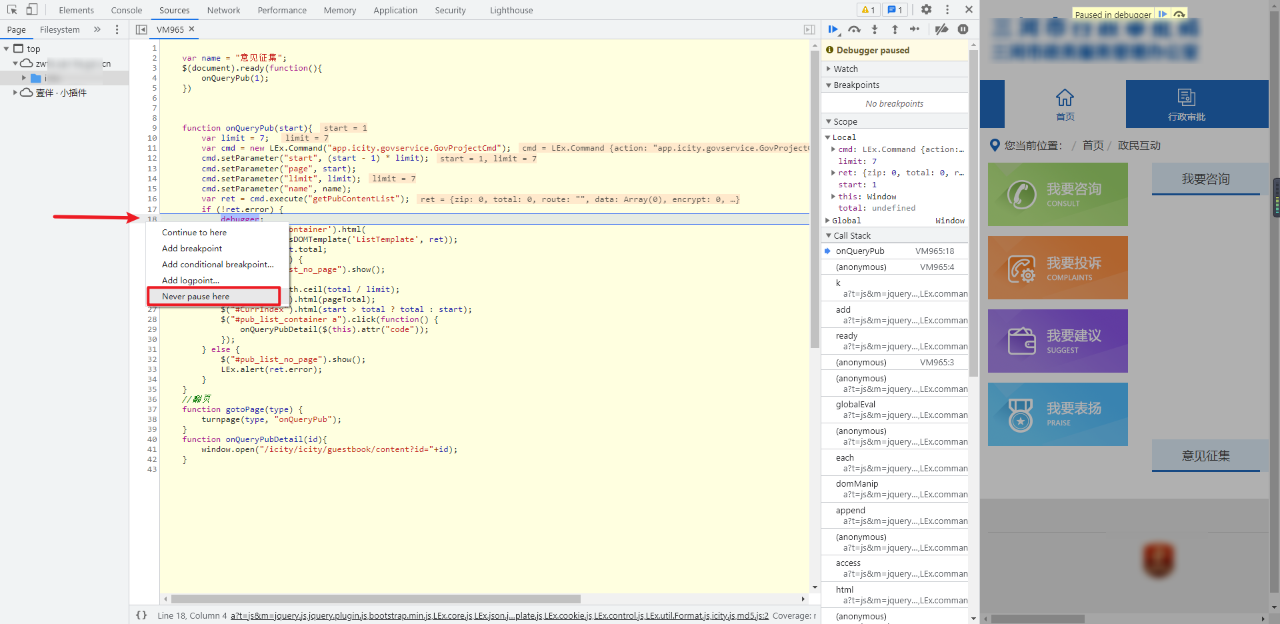 Elements Console Sources Network Performance Memory Application Security Lighthouse 1 1
Page Filesystem » VM965 ×
top
zw
cn
壹伴 · 小插件
1
2 var name = "意见征集";
3 $(document).ready(function(){
4 onQueryPub(1);
5 })
6
7
8
9 function onQueryPub(start){ start = 1
10 var limit = 7; limit = 7
11 var cmd = new LEx.Command("app.icity.govservice.GovProjectCmd"); cmd = LEx.Command {action: "app.icity.govservice.GovProjectC
12 cmd.setParameter("start", (start - 1) * limit); start = 1, limit = 7
13 cmd.setParameter("page", start);
14 cmd.setParameter("limit", limit); limit = 7
15 cmd.setParameter("name", name);
16 var ret = cmd.execute("getPubContentList"); ret = {zip: 0, total: 0, route: "", data: Array(0), encrypt: 0, …}
17 if (!ret.error) {
18 debugger;
container').html(
sDOMTemplate('ListTemplate', ret));
t.total;
) {
st_no_page").show();
th.ceil(total / limit);
).html(pageTotal);
Continue to here
Add breakpoint
Add conditional breakpoint...
Add logpoint...
Never pause here
27 $("#CurrIndex").html(start > total ? total : start);
28 $("#pub_list_container a").click(function() {
29 onQueryPubDetail($(this).attr("code"));
30 });
31 } else {
32 $("#pub_list_no_page").show();
33 LEx.alert(ret.error);
34 }
35 }
36 //翻页
37 function gotoPage(type) {
38 turnpage(type, "onQueryPub");
39 }
40 function onQueryPubDetail(id){
41 window.open("/icity/icity/guestbook/content?id="+id);
42 }
43
{} Line 18, Column 4 a?t=js&m=jquery.js,jquery.plugin.js,bootstrap.min.js,LEx.core.js,LEx.json.j...plate.js,LEx.cookie.js,LEx.control.js,LEx.util.Format.js,icity.js,md5.js:2 Coverage: r
Debugger paused
Watch
Breakpoints
No breakpoints
Scope
Local
cmd: LEx.Command {action:…
limit: 7
ret: {zip: 0, total: 0, r…
start: 1
this: Window
total: undefined
Global Window
Call Stack
onQueryPub VM965:18
(anonymous) VM965:4
k
a?t=js&m=jquery...,LEx.comman
add
a?t=js&m=jquery...,LEx.comman
ready
a?t=js&m=jquery...,LEx.comman
(anonymous) VM965:3
(anonymous)
a?t=js&m=jquery...,LEx.comman
globalEval
a?t=js&m=jquery...,LEx.comman
(anonymous)
a?t=js&m=jquery...,LEx.comman
each
a?t=js&m=jquery...,LEx.comman
domManip
a?t=js&m=jquery...,LEx.comman
append
a?t=js&m=jquery...,LEx.comman
(anonymous)
a?t=js&m=jquery...,LEx.comman
access
a?t=js&m=jquery...,LEx.comman
html
a?t=js&m=jquery...,LEx.comman
(anonymous)
Paused in debugger
首页
行政审批
您当前位置： / 首页 / 政民互动
我要咨询
CONSULT
我要投诉
COMPLAINTS
我要建议
SUGGEST
我要表扬
PRAISE
我要咨询
意见征集